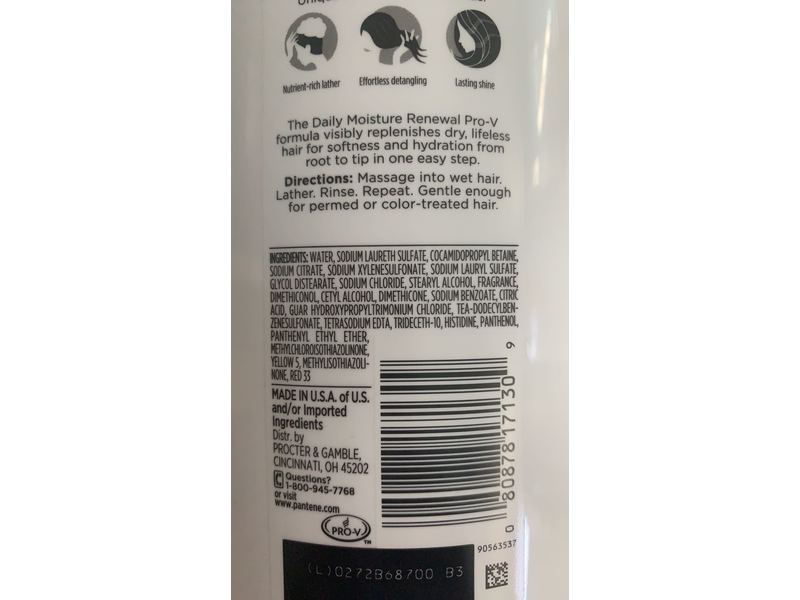 Nutrient-rich lather Effortless detangling Lasting shine
The Daily Moisture Renewal Pro-V
formula visibly replenishes dry, lifeless
hair for softness and hydration from
root to tip in one easy step.
Directions: Massage into wet hair.
Lather. Rinse. Repeat. Gentle enough
for permed or color-treated hair.
INGREDIENTS: WATER, SODIUM LAURETH SULFATE, COCAMIDOPROPYL BETAINE,
SODIUM CITRATE, SODIUM XYLENESULFONATE, SODIUM LAURYL SULFATE,
GLYCOL DISTEARATE, SODIUM CHLORIDE, STEARYL ALCOHOL, FRAGRANCE,
DIMETHICONOL, CETYL ALCOHOL, DIMETHICONE, SODIUM BENZOATE, CITRIC
ACID, GUAR HYDROXYPROPYLTRIMONIUM CHLORIDE, TEA-DODECYLBEN-
ZENESULFONATE, TETRASODIUM EDTA, TRIDECETH-10, HISTIDINE, PANTHENOL,
PANTHENYL ETHYL ETHER,
METHYLCHLOROISOTHIAZOLINONE,
YELLOW 5, METHYLISOTHIAZOLI-
NONE, RED 33
MADE IN U.S.A. of U.S.
and/or Imported
Ingredients
Distr. by
PROCTER & GAMBLE,
CINCINNATI, OH 45202
Questions?
1-800-945-7768
or visit
www.pantene.com
PRO-V
TM
0 80878 17130 9
90563537
(L)0272B68700 B3